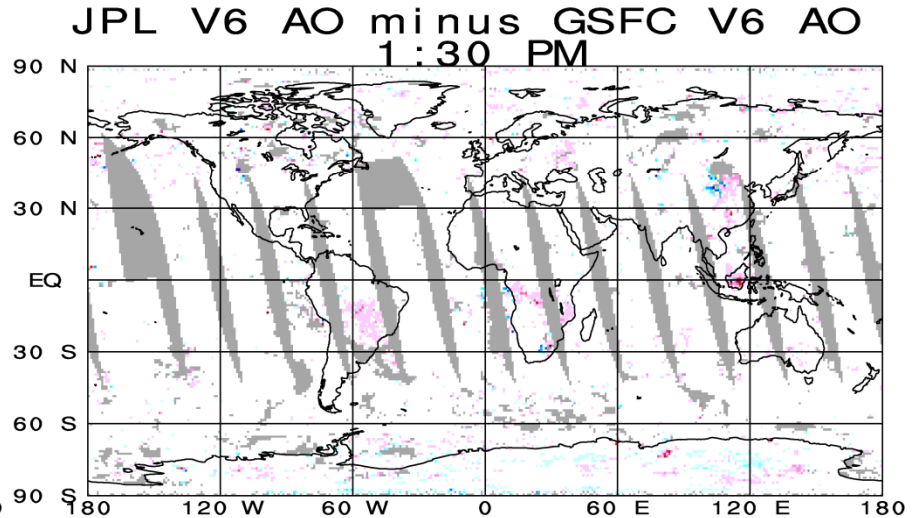 JPL V6 AO minus GSFC V6 AO
1:30 PM
90 N
60 N
30 N
EQ
30 S
60 S
90 S
180 120 W 60 W 0 60 E 120 E 180